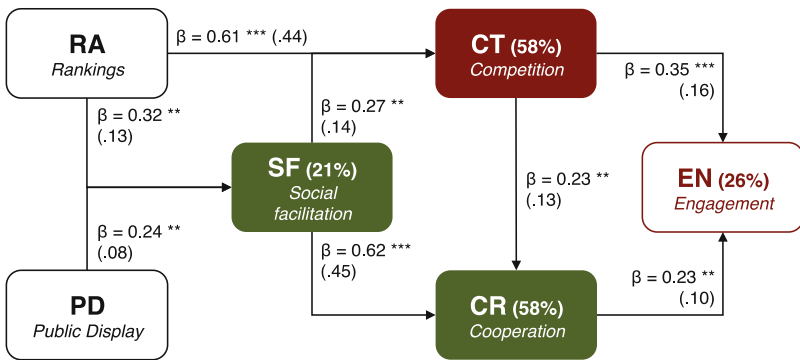 RA
Rankings
β = 0.61 *** (.44)
CT (58%)
Competition
β = 0.35 ***
(.16)
β = 0.32 **
(.13)
β = 0.27 **
(.14)
SF (21%)
Social
facilitation
β = 0.23 **
(.13)
EN (26%)
Engagement
β = 0.24 **
(.08)
β = 0.62 ***
(.45)
β = 0.23 **
(.10)
PD
Public Display
CR (58%)
Cooperation